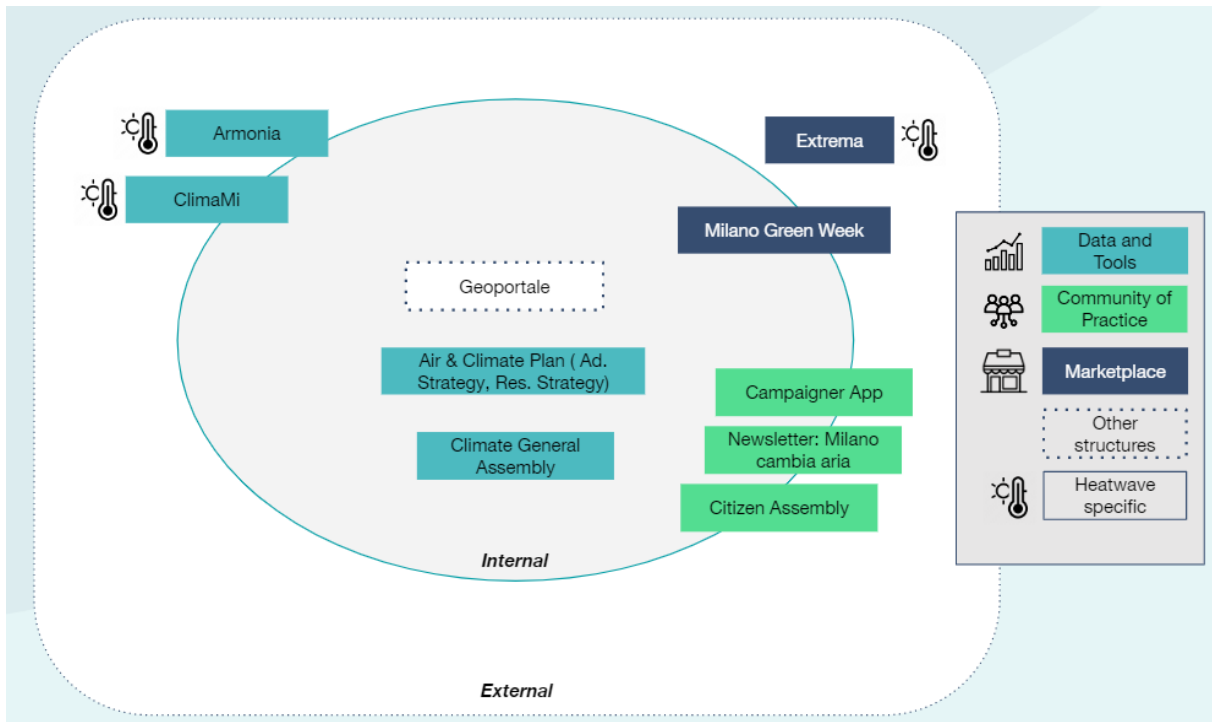 Armonia
ClimaMi
Extrema
Milano Green Week
Geoportale
Air & Climate Plan ( Ad.
Strategy, Res. Strategy)
Climate General
Assembly
Campaigner App
Newsletter: Milano
cambia aria
Citizen Assembly
Internal
External
Data and
Tools
Community of
Practice
Marketplace
Other
structures
Heatwave
specific